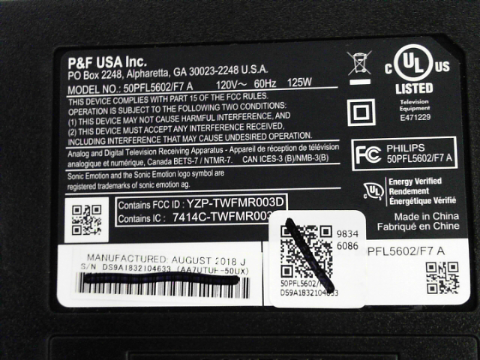 P&F USA Inc.
PO Box 2248, Alpharetta, GA 30023-2248 U.S.A.
MODEL NO.: 50PFL5602/F7 A 120V~ 60Hz 125W
THIS DEVICE COMPLIES WITH PART 15 OF THE FCC RULES.
OPERATION IS SUBJECT TO THE FOLLOWING TWO CONDITIONS:
(1) THIS DEVICE MAY NOT CAUSE HARMFUL INTERFERENCE, AND
(2) THIS DEVICE MUST ACCEPT ANY INTERFERENCE RECEIVED,
INCLUDING INTERFERENCE THAT MAY CAUSE UNDESIRED OPERATION.
Analog and Digital Television Receiving Apparatus - Appareil de réception de télévision
analogique et numérique, Canada BETS-7 / NTMR-7. CAN ICES-3 (B)/NMB-3(B)
Sonic Emotion and the Sonic Emotion logo symbol are
registered trademarks of sonic emotion ag.
Contains FCC ID : YZP-TWFMR003D
Contains IC : 7414C-TWFMR003
C UL US
LISTED
Television
Equipment
E471229
FC PHILIPS
50PFL5602/F7 A
UL Energy Verified
Rendement
Énergétique Vérifié
Made in China
Fabriqué en Chine
MANUFACTURED AUGUST 2018 J
S/N DS9A1832104633 (AA7UTUF-50UX)
9834
6086
50PFL5602/F7
DS9A1832104633
PFL5602/F7 A